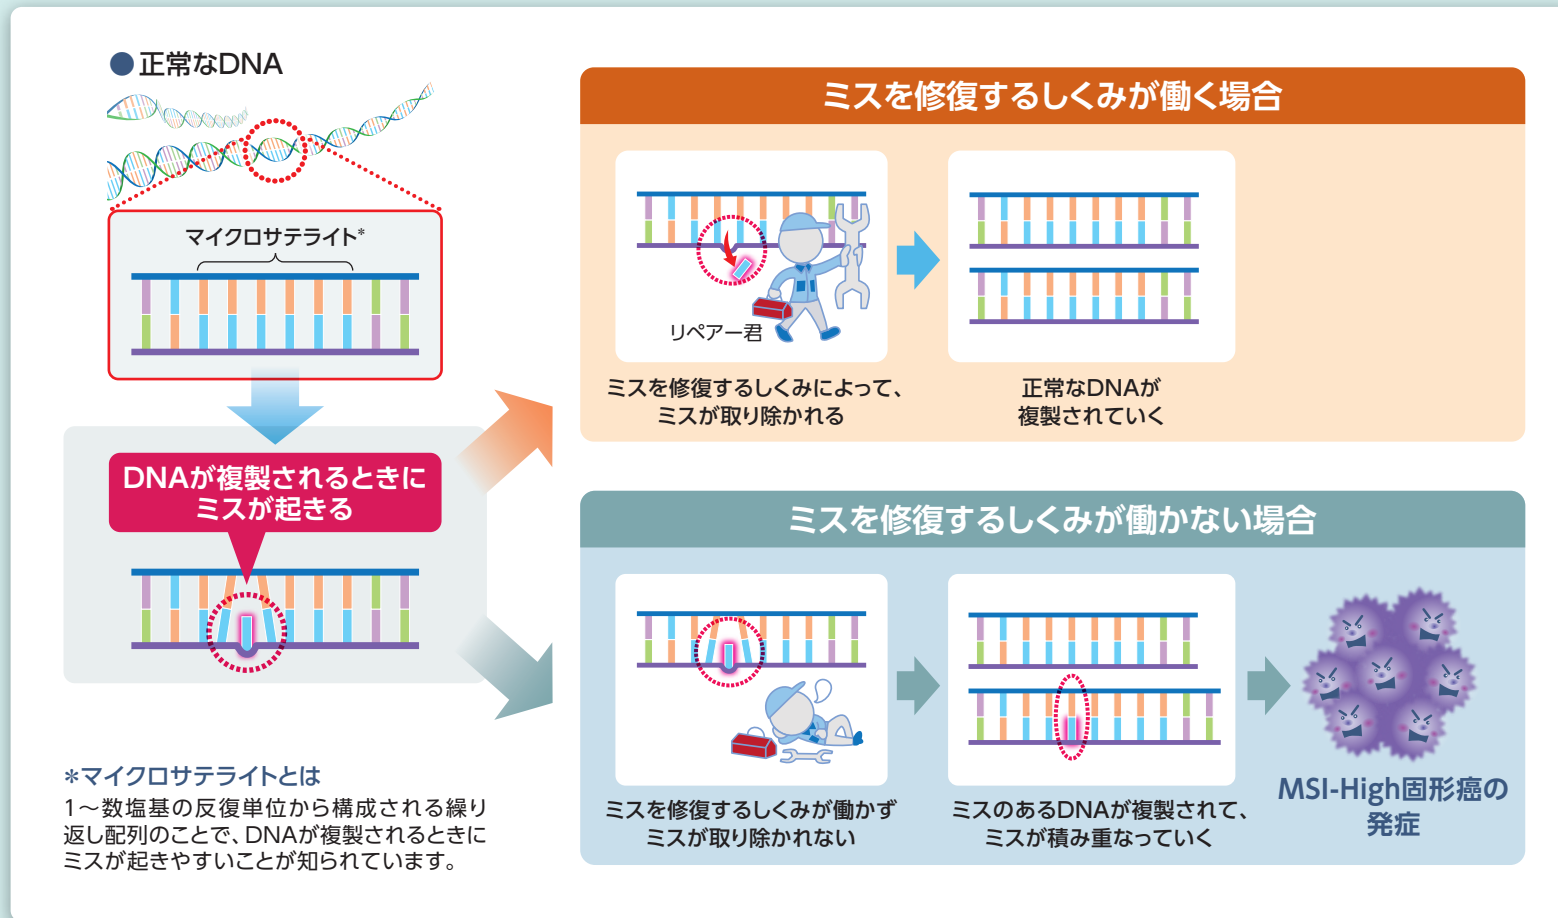 ●正常なDNA
マイクロサテライト*
DNAが複製されるときに
ミスが起きる
*マイクロサテライトとは
1～数塩基の反復単位から構成される繰り
返し配列のことで、DNAが複製されるときに
ミスが起きやすいことが知られています。
ミスを修復するしくみが働く場合
リペアー君
ミスを修復するしくみによって、
ミスが取り除かれる
正常なDNAが
複製されていく
ミスを修復するしくみが働かない場合
ミスを修復するしくみが働かず
ミスが取り除かれない
ミスのあるDNAが複製されて、
ミスが積み重なっていく
MSI-High固形癌の
発症